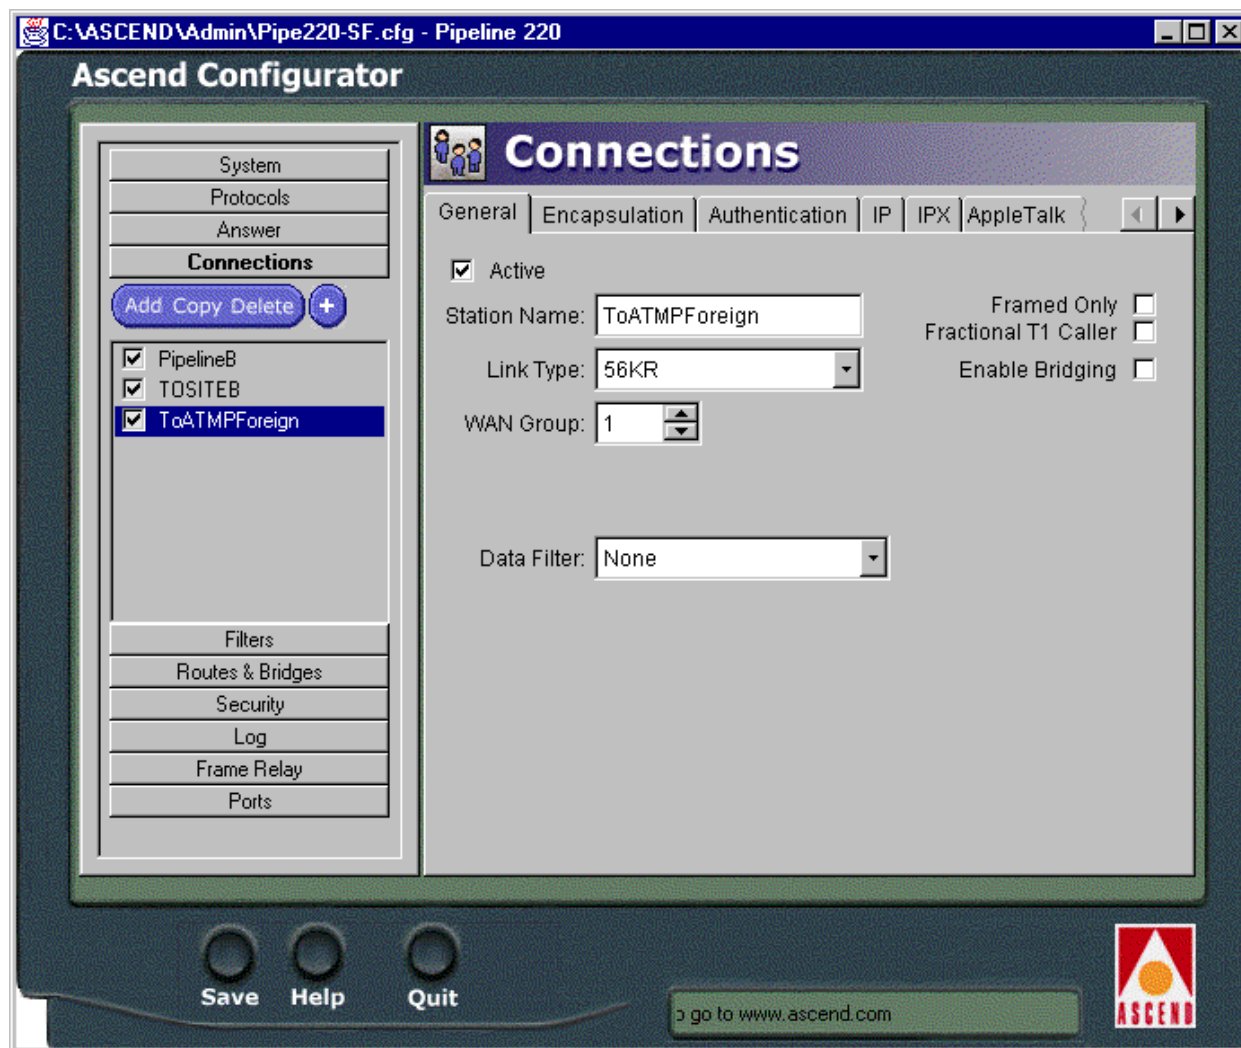 C:\ASCEND\Admin\Pipe220-SF.cfg - Pipeline 220
Ascend Configurator
System
Protocols
Answer
Connections
Add Copy Delete +
PipelineB
TOSITEB
ToATMPForeign
Filters
Routes & Bridges
Security
Log
Frame Relay
Ports
Connections
General Encapsulation Authentication IP IPX AppleTalk
Active
Station Name: ToATMPForeign
Framed Only
Fractional T1 Caller
Link Type: 56KR
Enable Bridging
WAN Group: 1
Data Filter: None
Save Help Quit
go to www.ascend.com
ASCEND